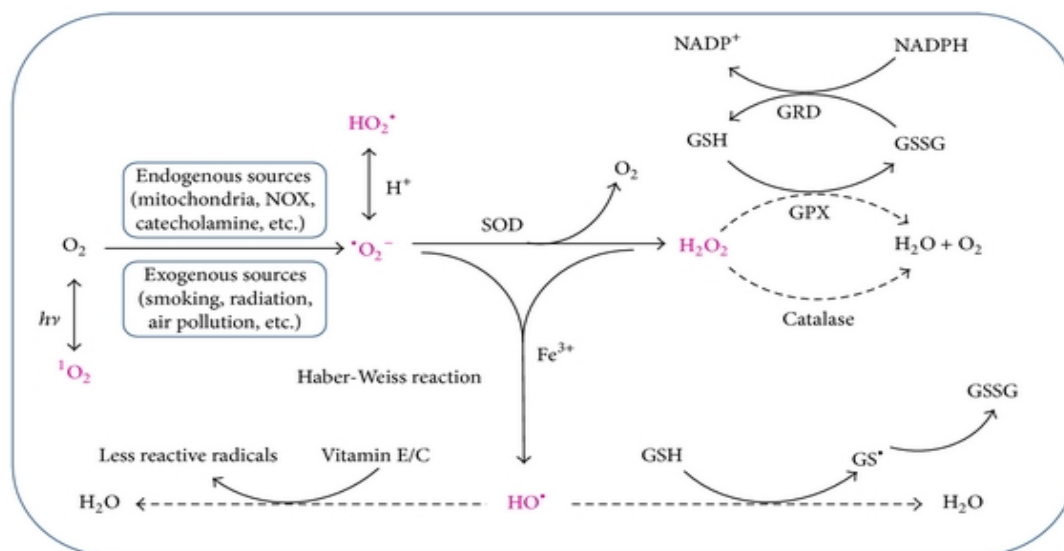 NADP⁺
NADPH
GRD
HO₂•
GSH
GSSG
Endogenous sources
(mitochondria, NOX,
catecholamine, etc.)
H⁺
O₂
SOD
GPX
O₂
•O₂⁻
H₂O₂
H₂O + O₂
Exogenous sources
(smoking, radiation,
air pollution, etc.)
hν
Catalase
¹O₂
Fe³⁺
Haber-Weiss reaction
GSSG
Less reactive radicals
Vitamin E/C
GSH
GS•
H₂O
HO•
H₂O